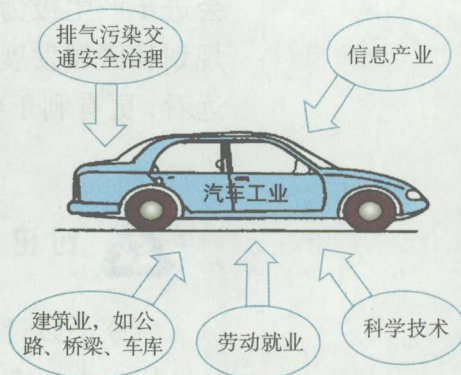 排气污染交
通安全治理
信息产业
汽车工业
建筑业，如公
路、桥梁、车库
劳动就业
科学技术